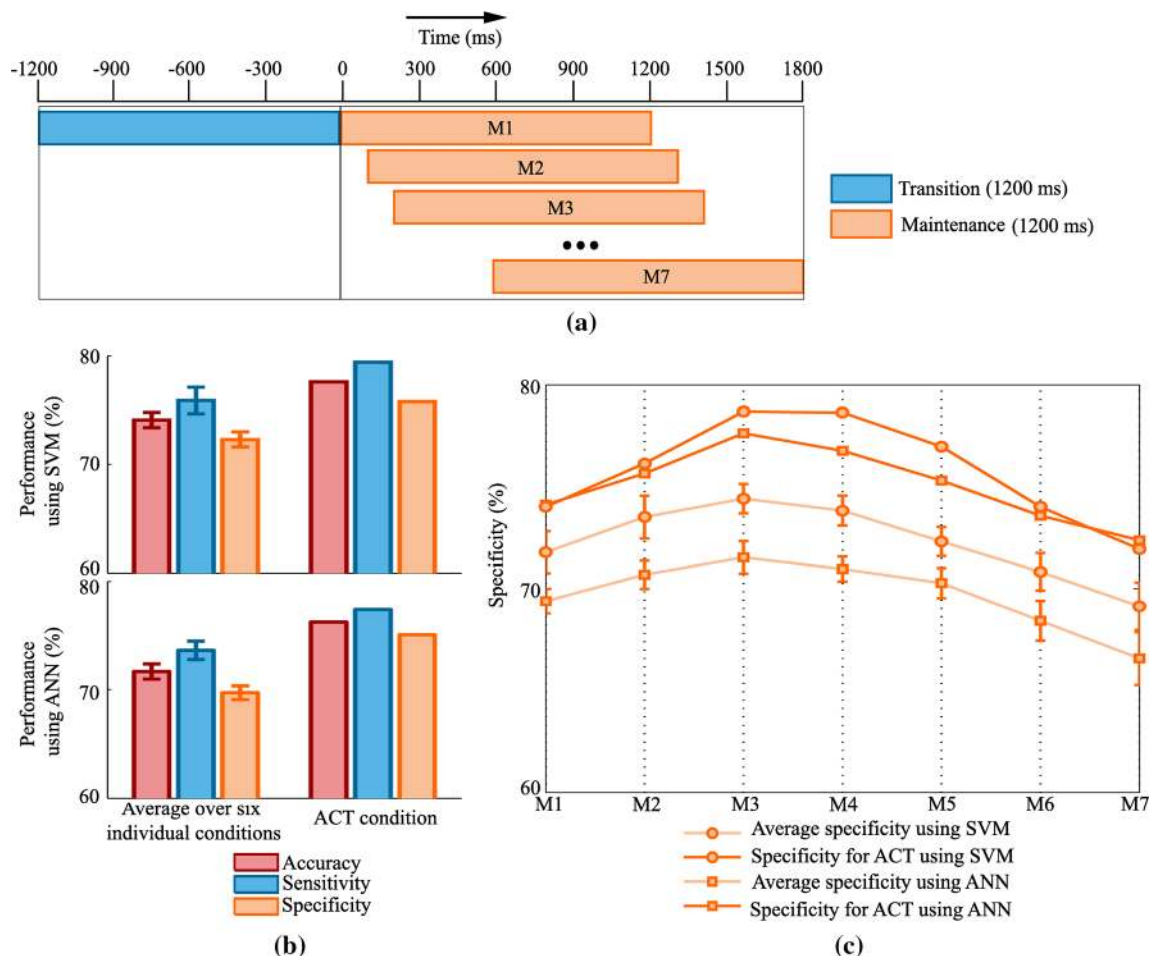 Time (ms)
-1200 -900 -600 -300 0 300 600 900 1200 1500 1800
M1
M2
M3
M7
Transition (1200 ms)
Maintenance (1200 ms)
(a)
Performance using SVM (%)
80
70
60
Performance using ANN (%)
80
70
60
Average over six individual conditions
ACT condition
Accuracy
Sensitivity
Specificity
(b)
Specificity (%)
80
70
60
M1 M2 M3 M4 M5 M6 M7
Average specificity using SVM
Specificity for ACT using SVM
Average specificity using ANN
Specificity for ACT using ANN
(c)